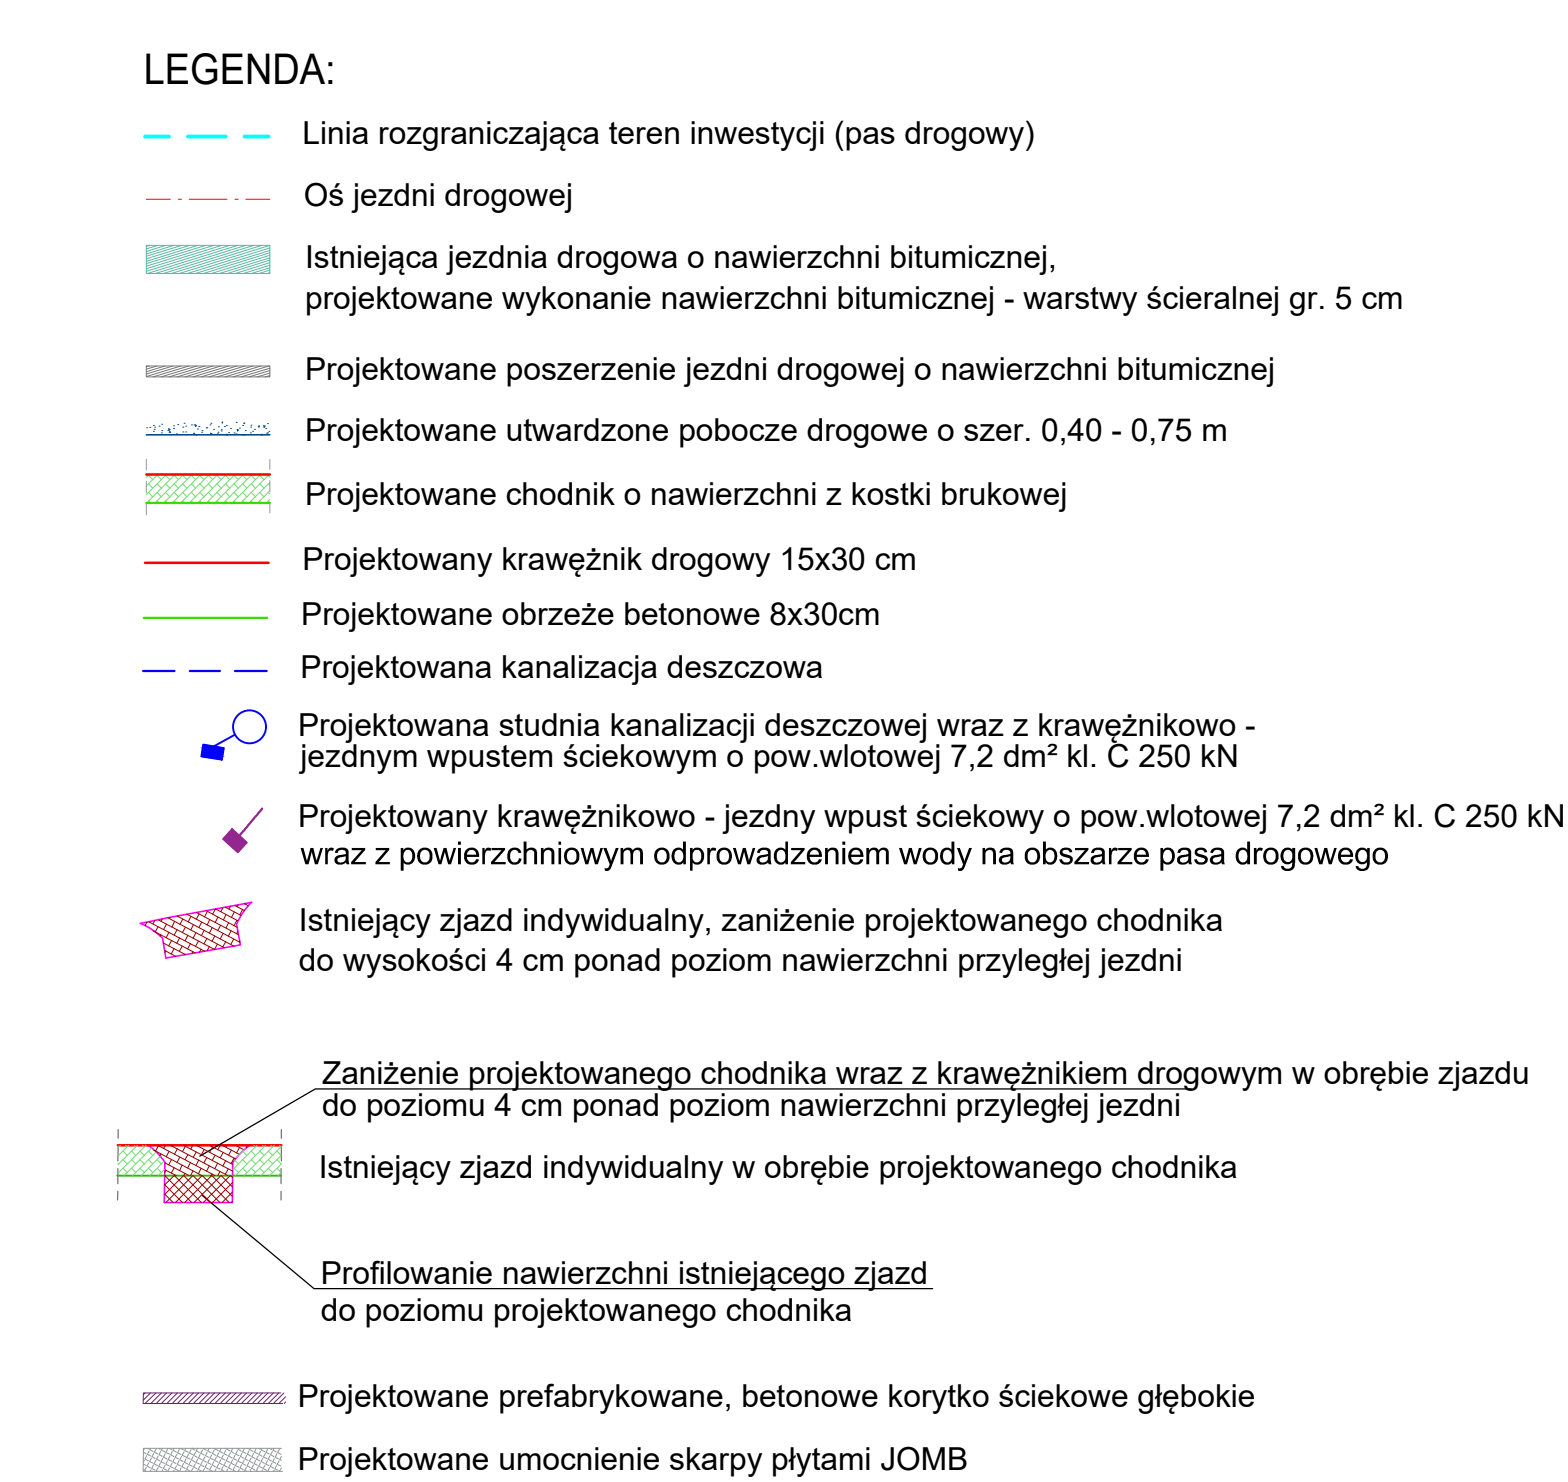 LEGENDA:
Linia rozgraniczająca teren inwestycji (pas drogowy)
Oś jezdni drogowej
Istniejąca jezdnia drogowa o nawierzchni bitumicznej,
projektowane wykonanie nawierzchni bitumicznej - warstwy ścieralnej gr. 5 cm
Projektowane poszerzenie jezdni drogowej o nawierzchni bitumicznej
Projektowane utwardzone pobocze drogowe o szer. 0,40 - 0,75 m
Projektowane chodnik o nawierzchni z kostki brukowej
Projektowany krawężnik drogowy 15x30 cm
Projektowane obrzeże betonowe 8x30cm
Projektowana kanalizacja deszczowa
Projektowana studnia kanalizacji deszczowej wraz z krawężnikowo -
jezdnym wpustem ściekowym o pow.wlotowej 7,2 dm² kl. C 250 kN
Projektowany krawężnikowo - jezdny wpust ściekowy o pow.wlotowej 7,2 dm² kl. C 250 kN
wraz z powierzchniowym odprowadzeniem wody na obszarze pasa drogowego
Istniejący zjazd indywidualny, zaniżenie projektowanego chodnika
do wysokości 4 cm ponad poziom nawierzchni przyległej jezdni
Zaniżenie projektowanego chodnika wraz z krawężnikiem drogowym w obrębie zjazdu
do poziomu 4 cm ponad poziom nawierzchni przyległej jezdni
Istniejący zjazd indywidualny w obrębie projektowanego chodnika
Profilowanie nawierzchni istniejącego zjazd
do poziomu projektowanego chodnika
Projektowane prefabrykowane, betonowe korytko ściekowe głębokie
Projektowane umocnienie skarpy płytami JOMB